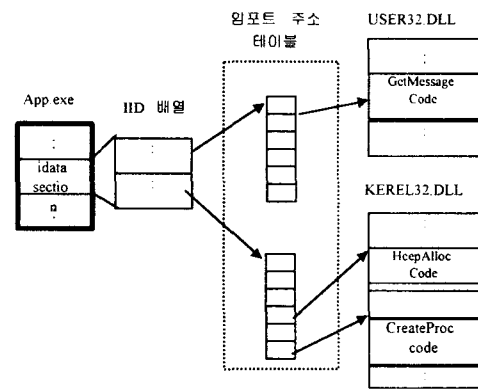 임포트 주소
테이블
USER32.DLL
GetMessage
Code
App.exe
IID 배열
idata
sectio
n
KEREL32.DLL
HcepAlloc
Code
CreateProc
code